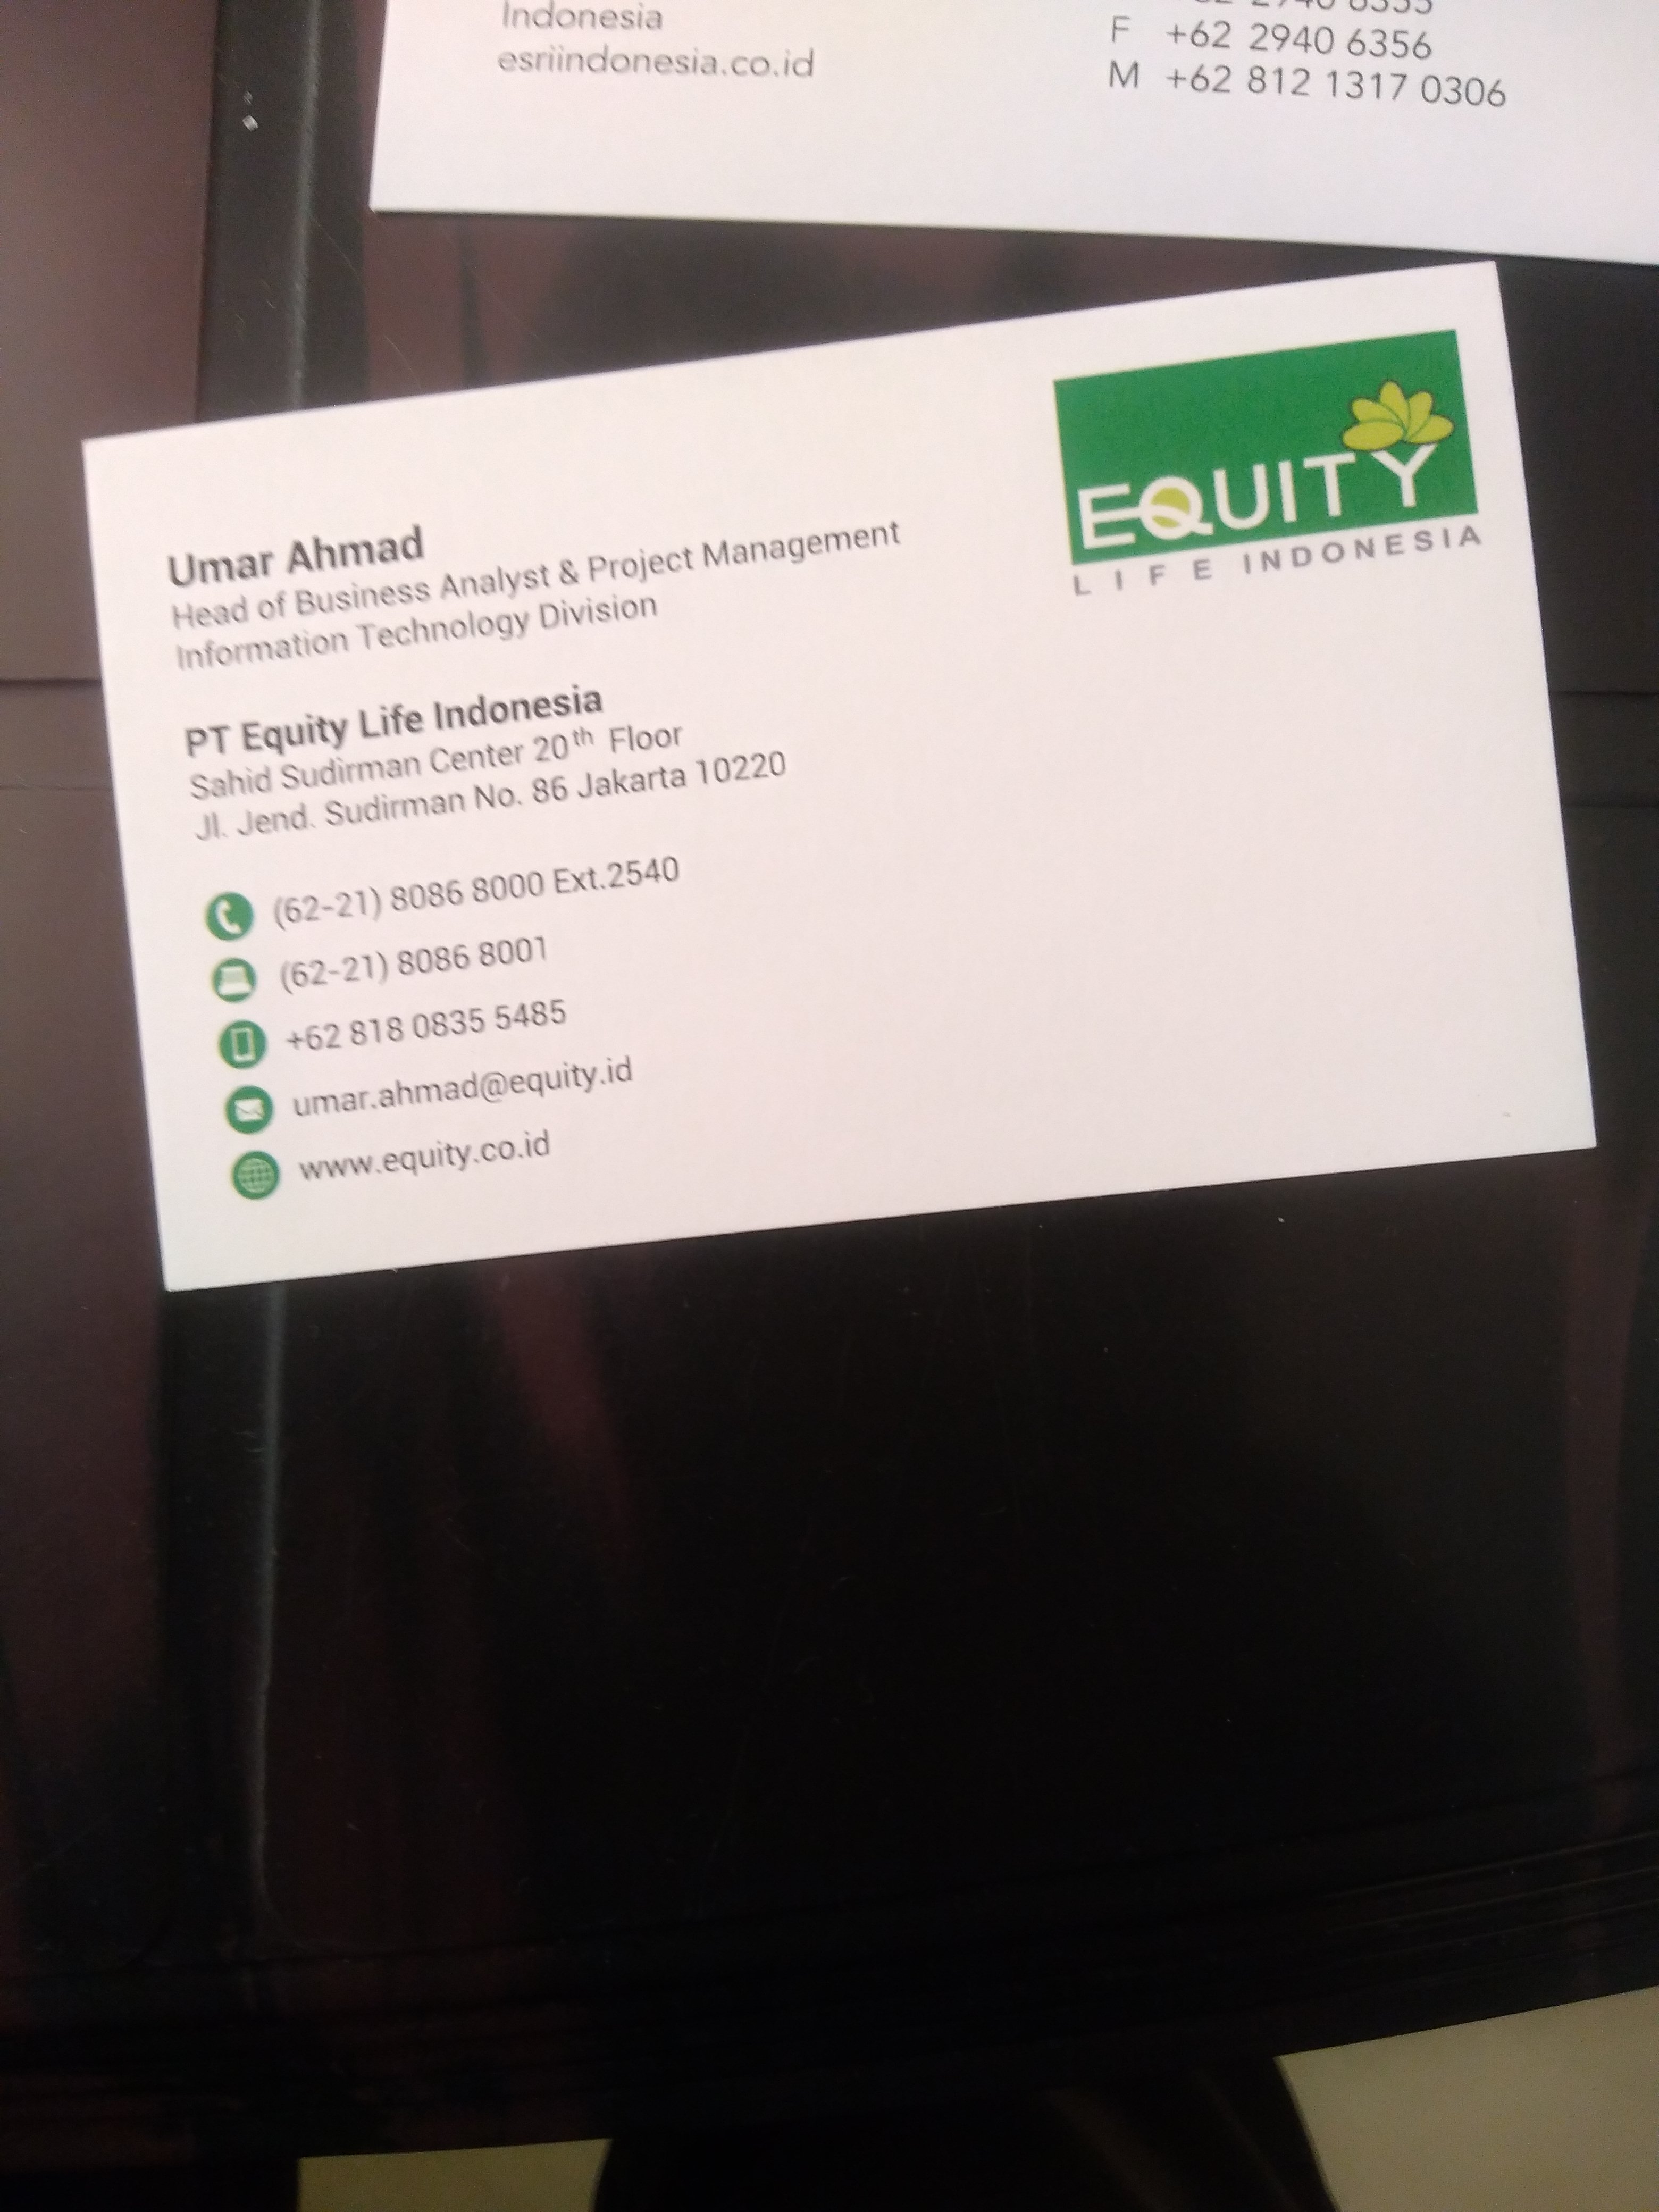 Indonesia
esriindonesia.co.id
F +62 2940 6356
M +62 812 1317 0306
EQUITY
LIFE INDONESIA
Umar Ahmad
Head of Business Analyst & Project Management
Information Technology Division
PT Equity Life Indonesia
Sahid Sudirman Center 20th Floor
Jl. Jend. Sudirman No. 86 Jakarta 10220
(62-21) 8086 8000 Ext.2540
(62-21) 8086 8001
+62 818 0835 5485
umar.ahmad@equity.id
www.equity.co.id